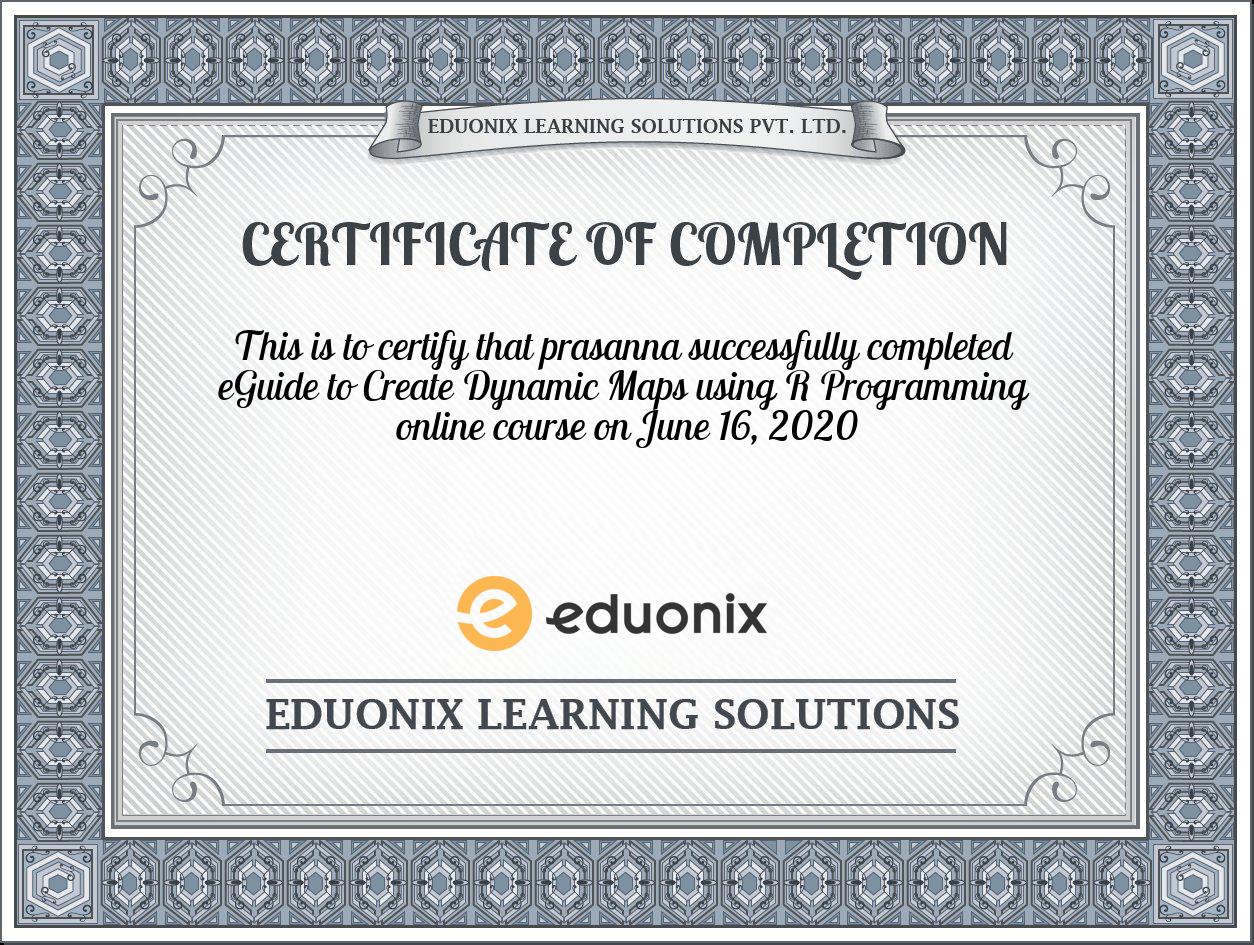 EDUONIX LEARNING SOLUTIONS PVT. LTD.
CERTIFICATE OF COMPLETION
This is to certify that prasanna successfully completed
eGuide to Create Dynamic Maps using R Programming
online course on June 16, 2020
eduonix
EDUONIX LEARNING SOLUTIONS